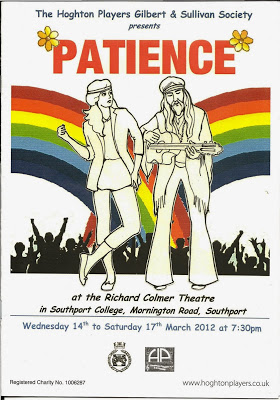 The Hoghton Players Gilbert & Sullivan Society
presents
PATIENCE
at the Richard Colmer Theatre
in Southport College, Mornington Road, Southport
Wednesday 14th to Saturday 17th March 2012 at 7:30pm
Registered Charity No. 1006287
www.hoghtonplayers.co.uk